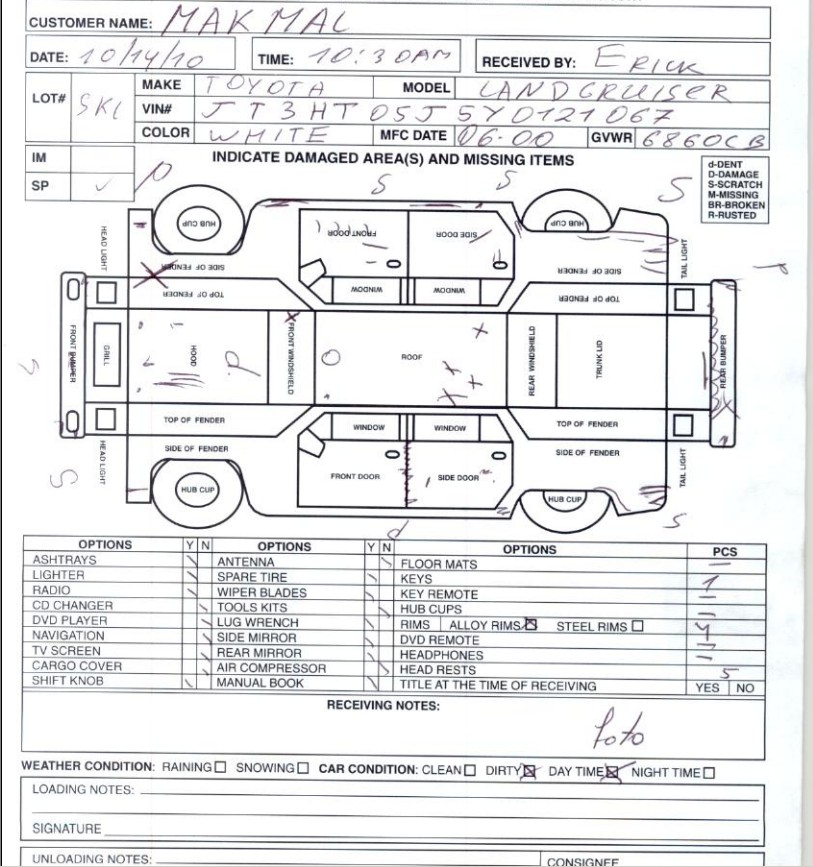 CUSTOMER NAME: MAK MAL
DATE: 10/14/10 TIME: 10:30AM RECEIVED BY: ERICK
LOT# SKL MAKE TOYOTA MODEL LANDCRUISER
VIN# JT3HT05J5Y0121067
COLOR WHITE MFC DATE 06-00 GVWR 6860CB
IM
SP ✓
INDICATE DAMAGED AREA(S) AND MISSING ITEMS
d-DENT
D-DAMAGE
S-SCRATCH
M-MISSING
BR-BROKEN
R-RUSTED
S S S
HUB CUP HUB CUP
HEAD LIGHT SIDE OF FENDER FRONT DOOR SIDE DOOR SIDE OF FENDER TAIL LIGHT
TOP OF FENDER WINDOW WINDOW TOP OF FENDER
FRONT BUMPER GRILL HOOD d FRONT WINDSHIELD ROOF REAR WINDSHIELD TRUNK LID REAR BUMPER
TOP OF FENDER WINDOW WINDOW TOP OF FENDER
HEAD LIGHT SIDE OF FENDER FRONT DOOR SIDE DOOR SIDE OF FENDER TAIL LIGHT
HUB CUP HUB CUP
S d S
OPTIONS Y N OPTIONS Y N OPTIONS PCS
ASHTRAYS ANTENNA FLOOR MATS —
LIGHTER SPARE TIRE KEYS 1
RADIO WIPER BLADES KEY REMOTE —
CD CHANGER TOOLS KITS HUB CUPS —
DVD PLAYER LUG WRENCH RIMS ALLOY RIMS ☒ STEEL RIMS ☐ 4
NAVIGATION SIDE MIRROR DVD REMOTE —
TV SCREEN REAR MIRROR HEADPHONES —
CARGO COVER AIR COMPRESSOR HEAD RESTS 5
SHIFT KNOB MANUAL BOOK TITLE AT THE TIME OF RECEIVING YES NO
RECEIVING NOTES:
foto
WEATHER CONDITION: RAINING ☐ SNOWING ☐ CAR CONDITION: CLEAN ☐ DIRTY ☒ DAY TIME ☒ NIGHT TIME ☐
LOADING NOTES:
SIGNATURE
UNLOADING NOTES: CONSIGNEE